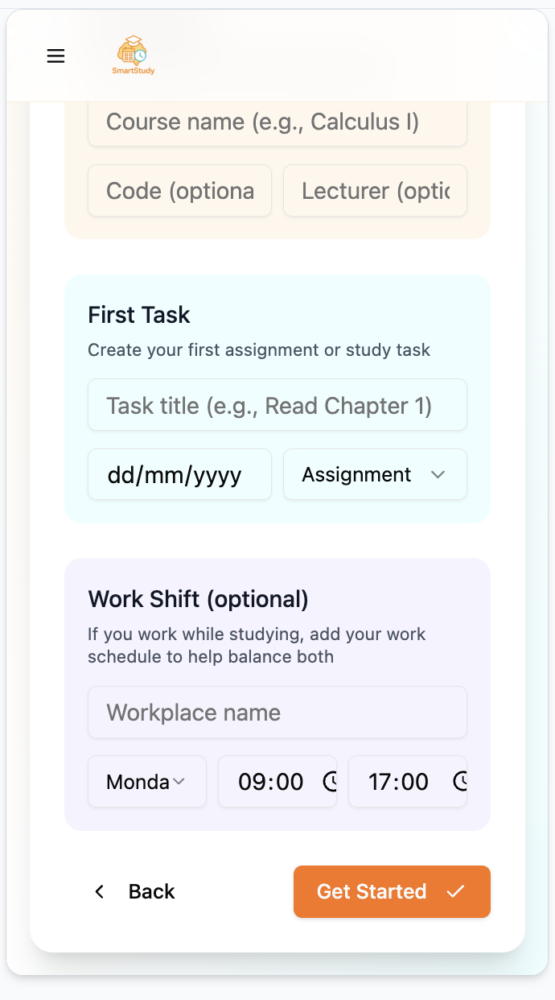 SmartStudy
Course name (e.g., Calculus I)
Code (optiona
Lecturer (optic
First Task
Create your first assignment or study task
Task title (e.g., Read Chapter 1)
dd/mm/yyyy
Assignment
Work Shift (optional)
If you work while studying, add your work
schedule to help balance both
Workplace name
Monda
09:00
17:00
Back
Get Started